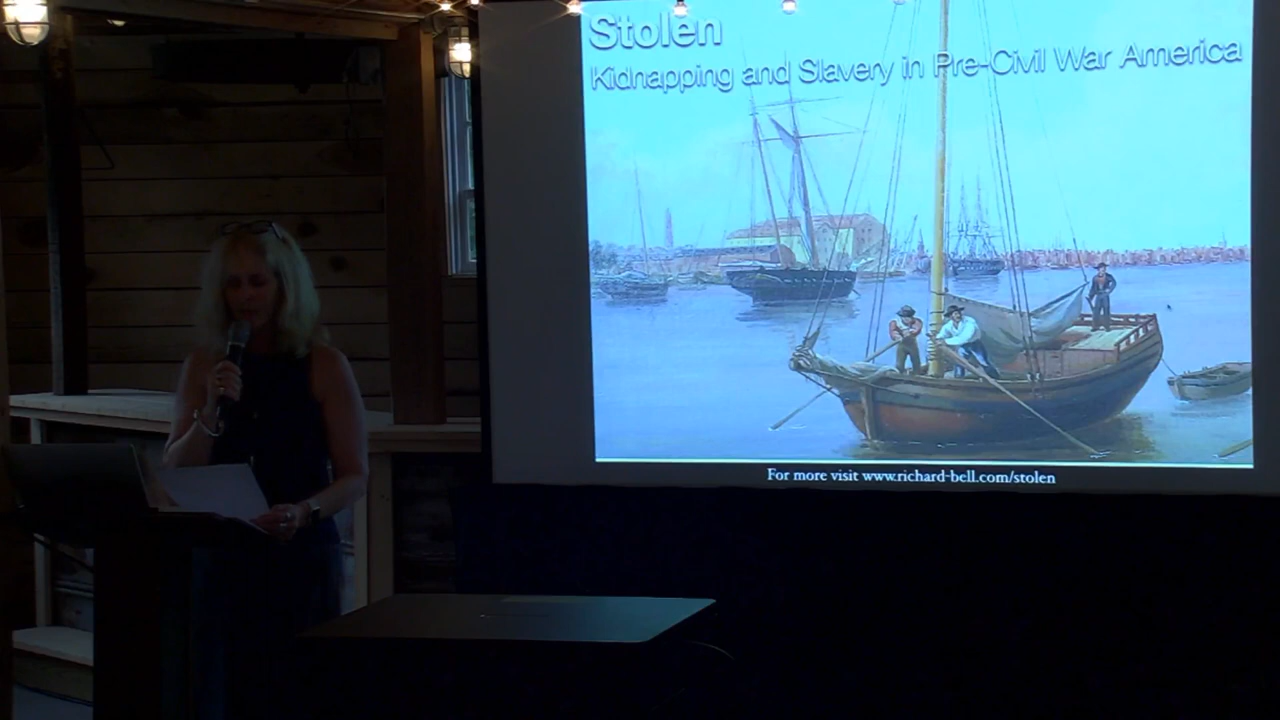 Stolen
Kidnapping and Slavery in Pre-Civil War America
For more visit www.richard-bell.com/stolen